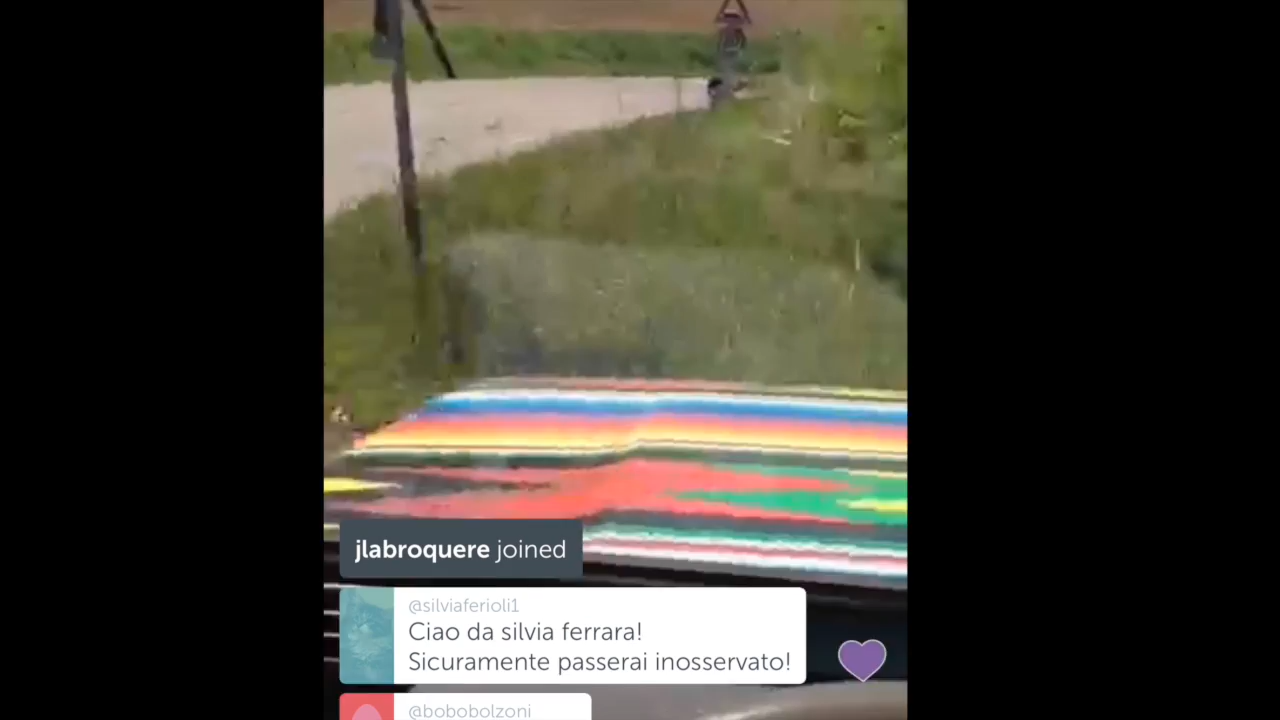 jlabroquere joined
@silviaferioli1
Ciao da silvia ferrara!
Sicuramente passerai inosservato!
@bobobolzoni